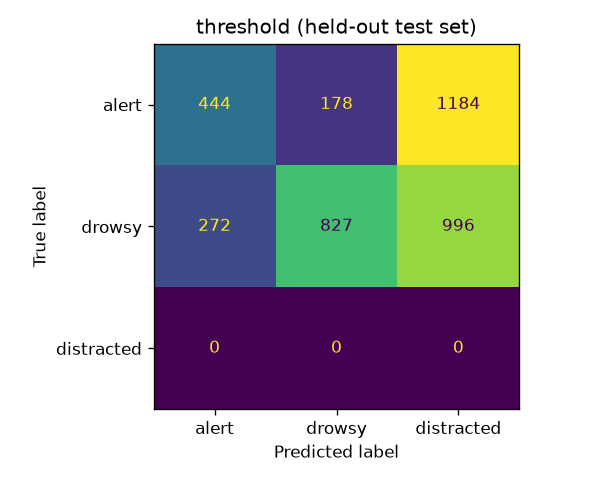 threshold (held-out test set)
True label
alert 444 178 1184
drowsy 272 827 996
distracted 0 0 0
alert drowsy distracted
Predicted label